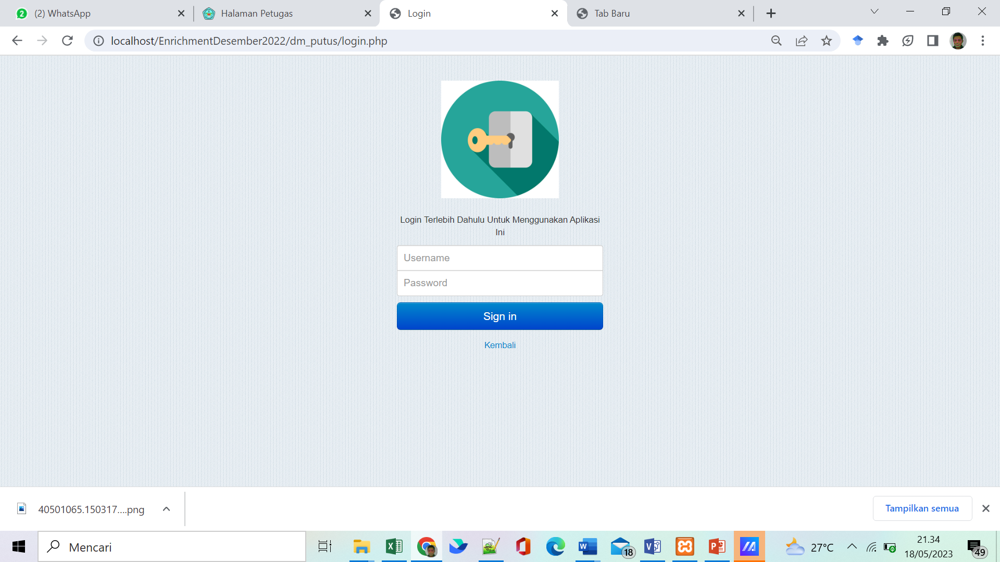 (2) WhatsApp
Halaman Petugas
Login
Tab Baru
localhost/EnrichmentDesember2022/dm_putus/login.php
Login Terlebih Dahulu Untuk Menggunakan Aplikasi
Ini
Username
Password
Sign in
Kembali
40501065.150317....png
Tampilkan semua
Mencari
18
27°C
21.34
18/05/2023
49